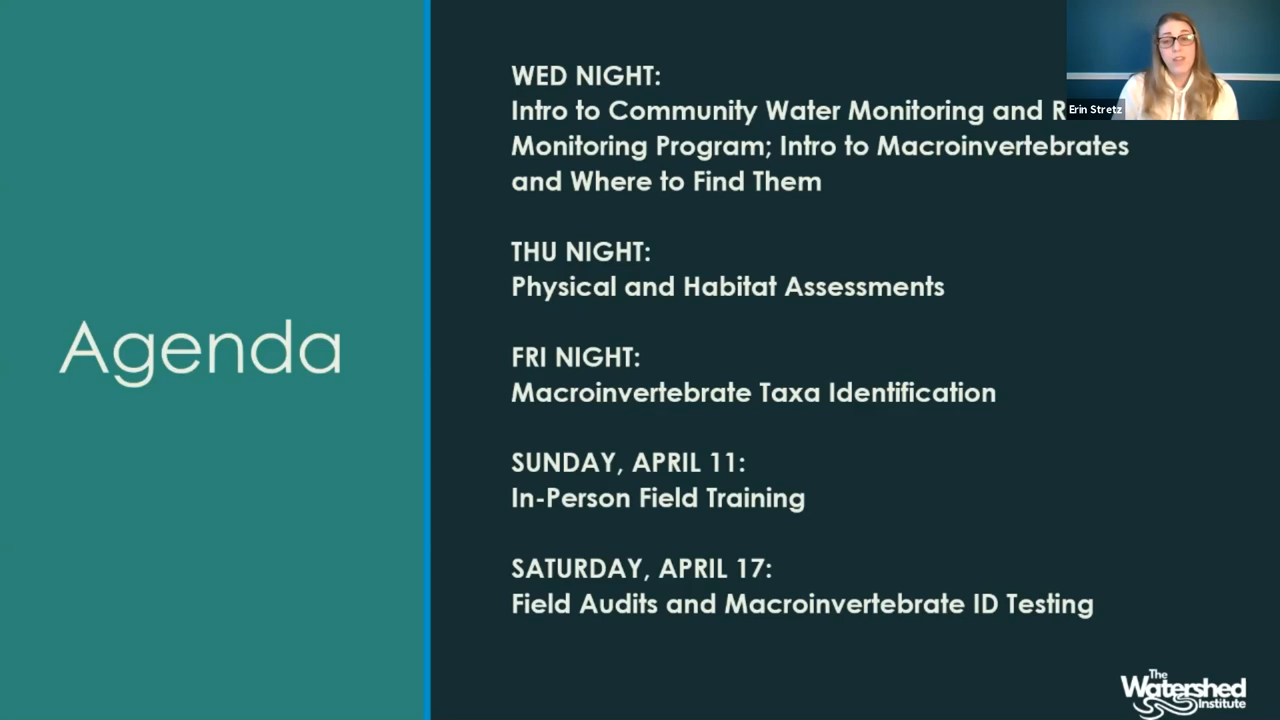 Agenda
WED NIGHT:
Intro to Community Water Monitoring and
Monitoring Program; Intro to Macroinvertebrates
and Where to Find Them
THU NIGHT:
Physical and Habitat Assessments
FRI NIGHT:
Macroinvertebrate Taxa Identification
SUNDAY, APRIL 11:
In-Person Field Training
SATURDAY, APRIL 17:
Field Audits and Macroinvertebrate ID Testing
Erin Stretz
The
Watershed
Institute